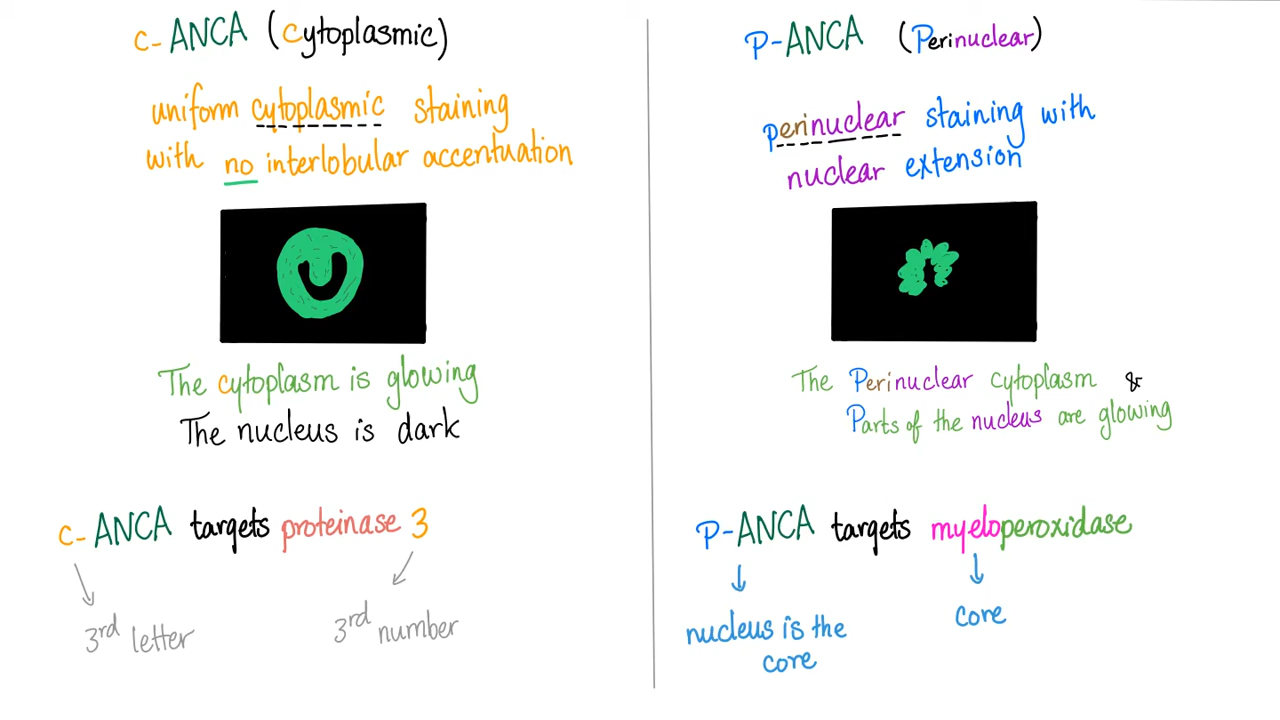 c-ANCA (Cytoplasmic)
uniform cytoplasmic staining
with no interlobular accentuation
The cytoplasm is glowing
The nucleus is dark
c-ANCA targets proteinase 3
3rd letter
3rd number
P-ANCA (Perinuclear)
perinuclear staining with
nuclear extension
The Perinuclear cytoplasm &
Parts of the nucleus are glowing
P-ANCA targets myeloperoxidase
nucleus is the
core
core